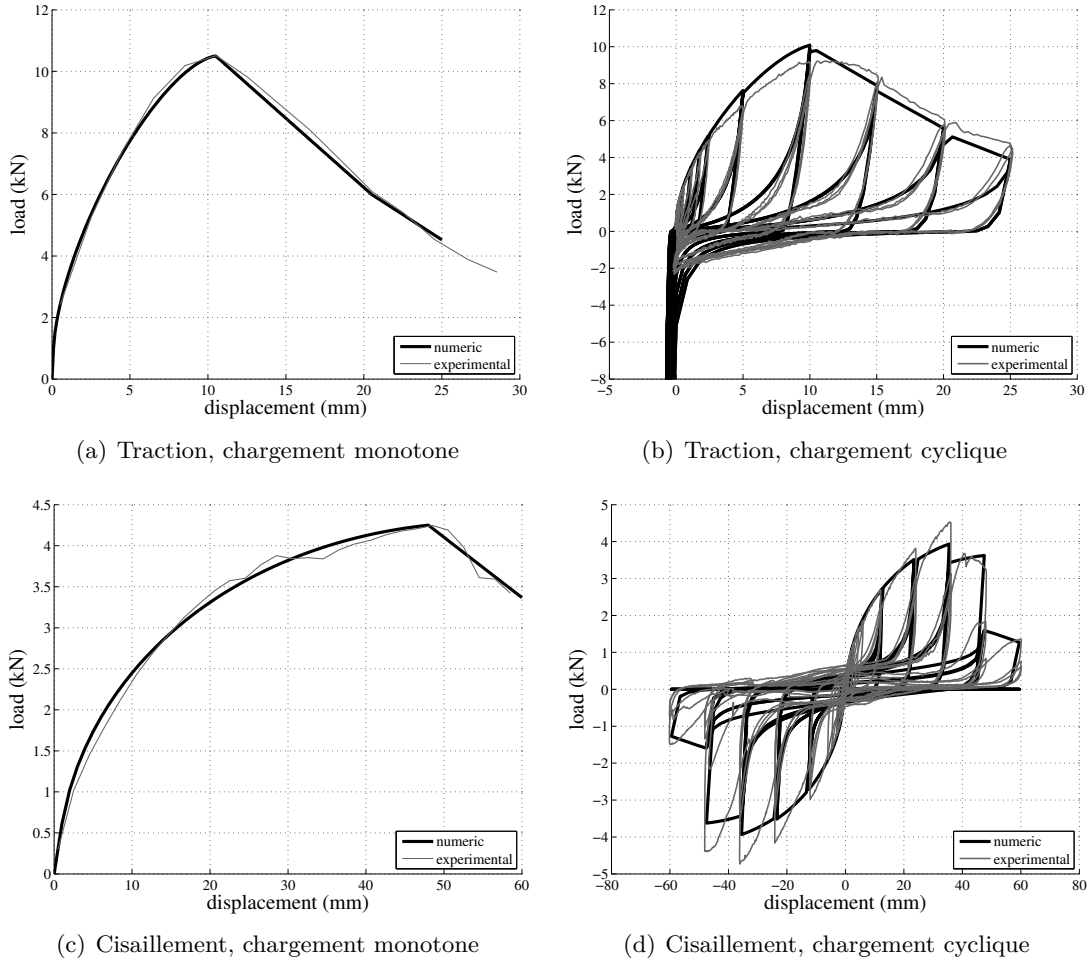 12
10
8
6
4
2
0
load (kN)
0 5 10 15 20 25 30
displacement (mm)
numeric
experimental
(a) Traction, chargement monotone
12
10
8
6
4
2
0
−2
−4
−6
−8
load (kN)
−5 0 5 10 15 20 25 30
displacement (mm)
numeric
experimental
(b) Traction, chargement cyclique
4.5
4
3.5
3
2.5
2
1.5
1
0.5
0
load (kN)
0 10 20 30 40 50 60
displacement (mm)
numeric
experimental
(c) Cisaillement, chargement monotone
5
4
3
2
1
0
−1
−2
−3
−4
−5
load (kN)
−80 −60 −40 −20 0 20 40 60 80
displacement (mm)
numeric
experimental
(d) Cisaillement, chargement cyclique